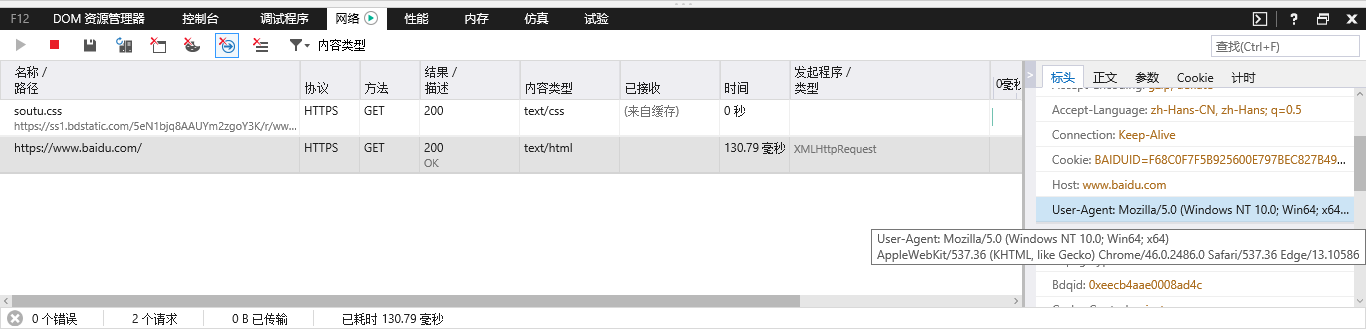 F12 DOM 资源管理器 控制台 调试程序 网络 性能 内存 仿真 试验
内容类型 查找(Ctrl+F)
名称 / 路径 协议 方法 结果 / 描述 内容类型 已接收 时间 发起程序 / 类型 0毫秒
soutu.css HTTPS GET 200 text/css (来自缓存) 0 秒
https://ss1.bdstatic.com/5eN1bjq8AAUYm2zgoY3K/r/ww...
https://www.baidu.com/ HTTPS GET 200 text/html 130.79 毫秒 XMLHttpRequest
OK
标头 正文 参数 Cookie 计时
Accept-Language: zh-Hans-CN, zh-Hans; q=0.5
Connection: Keep-Alive
Cookie: BAIDUID=F68C0F7F5B925600E797BEC827B49...
Host: www.baidu.com
User-Agent: Mozilla/5.0 (Windows NT 10.0; Win64; x64...
User-Agent: Mozilla/5.0 (Windows NT 10.0; Win64; x64)
AppleWebKit/537.36 (KHTML, like Gecko) Chrome/46.0.2486.0 Safari/537.36 Edge/13.10586
Bdqid: 0xeecb4aae0008ad4c
0 个错误 2 个请求 0 B 已传输 已耗时 130.79 毫秒